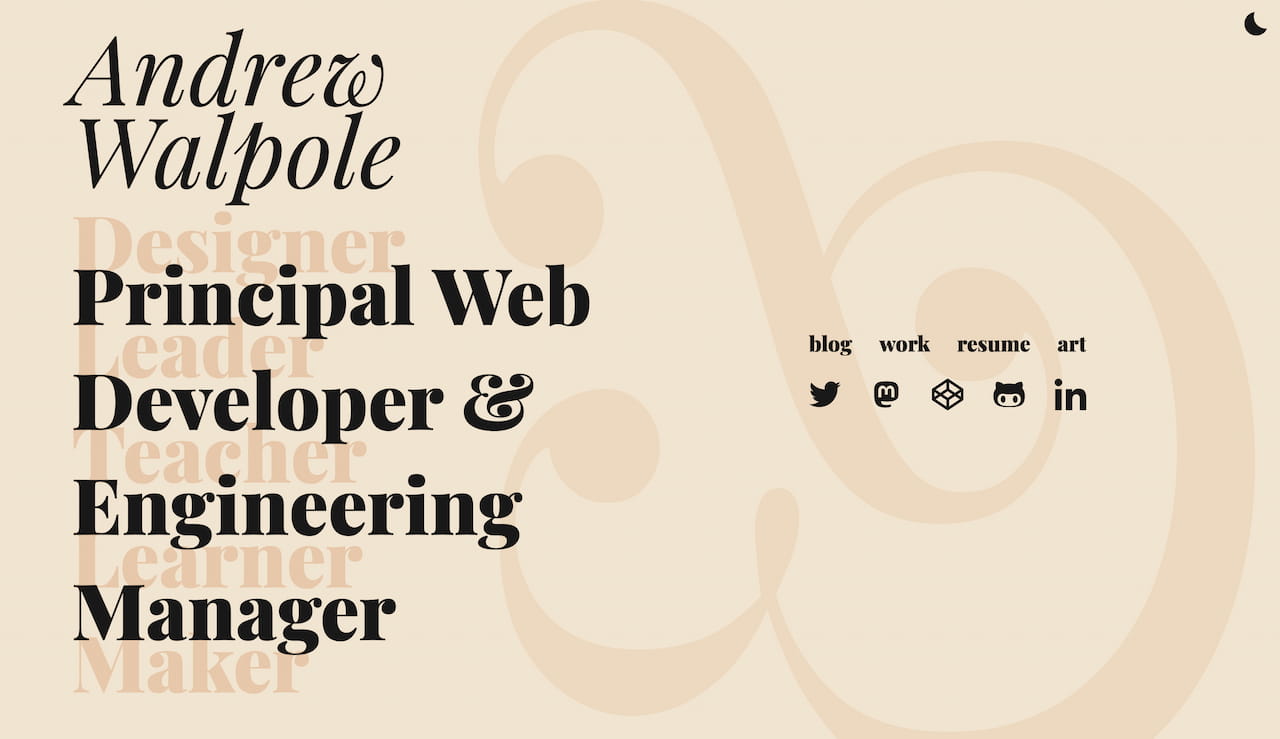 Andrew
Walpole
Designer
Principal Web
Leader
Developer &
Teacher
Engineering
Learner
Manager
Maker
blog work resume art